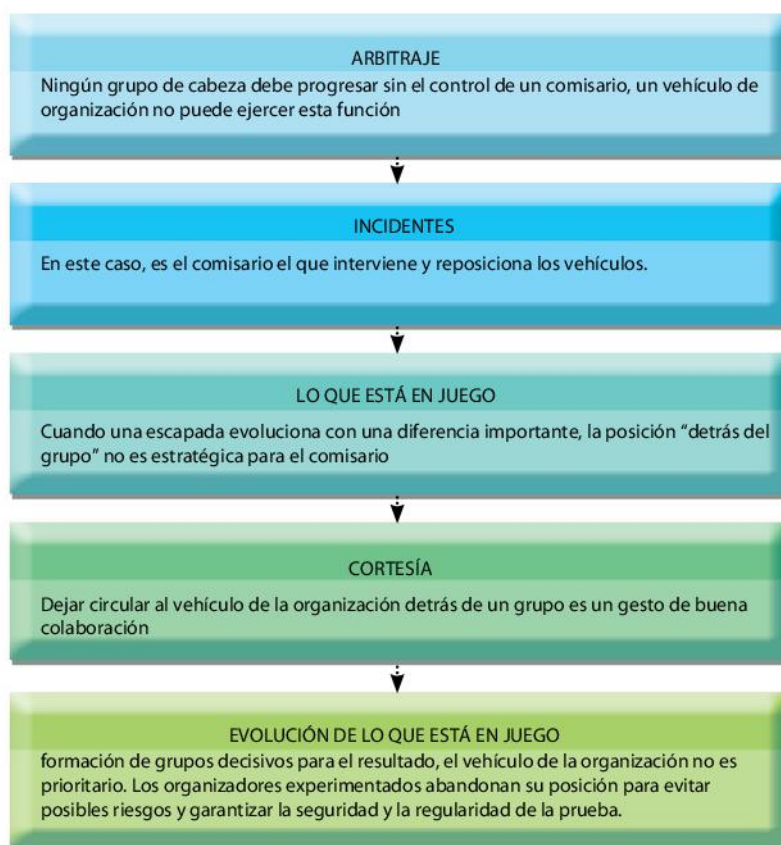 ARBITRAJE
Ningún grupo de cabeza debe progresar sin el control de un comisario, un vehículo de
organización no puede ejercer esta función
INCIDENTES
En este caso, es el comisario el que interviene y reposiciona los vehículos.
LO QUE ESTÁ EN JUEGO
Cuando una escapada evoluciona con una diferencia importante, la posición “detrás del
grupo” no es estratégica para el comisario
CORTESÍA
Dejar circular al vehículo de la organización detrás de un grupo es un gesto de buena
colaboración
EVOLUCIÓN DE LO QUE ESTÁ EN JUEGO
formación de grupos decisivos para el resultado, el vehículo de la organización no es
prioritario. Los organizadores experimentados abandonan su posición para evitar
posibles riesgos y garantizar la seguridad y la regularidad de la prueba.